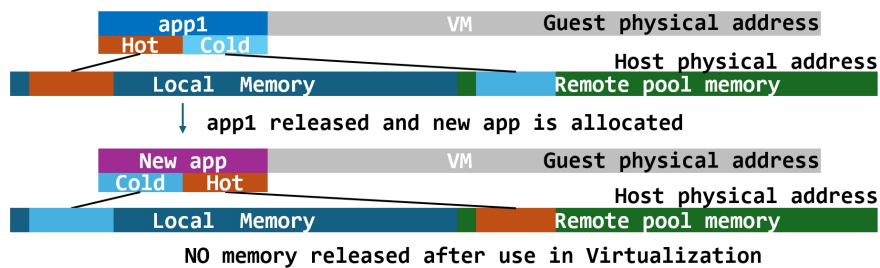 app1 VM Guest physical address
Hot Cold
Host physical address
Local Memory Remote pool memory
app1 released and new app is allocated
New app VM Guest physical address
Cold Hot
Host physical address
Local Memory Remote pool memory
NO memory released after use in Virtualization